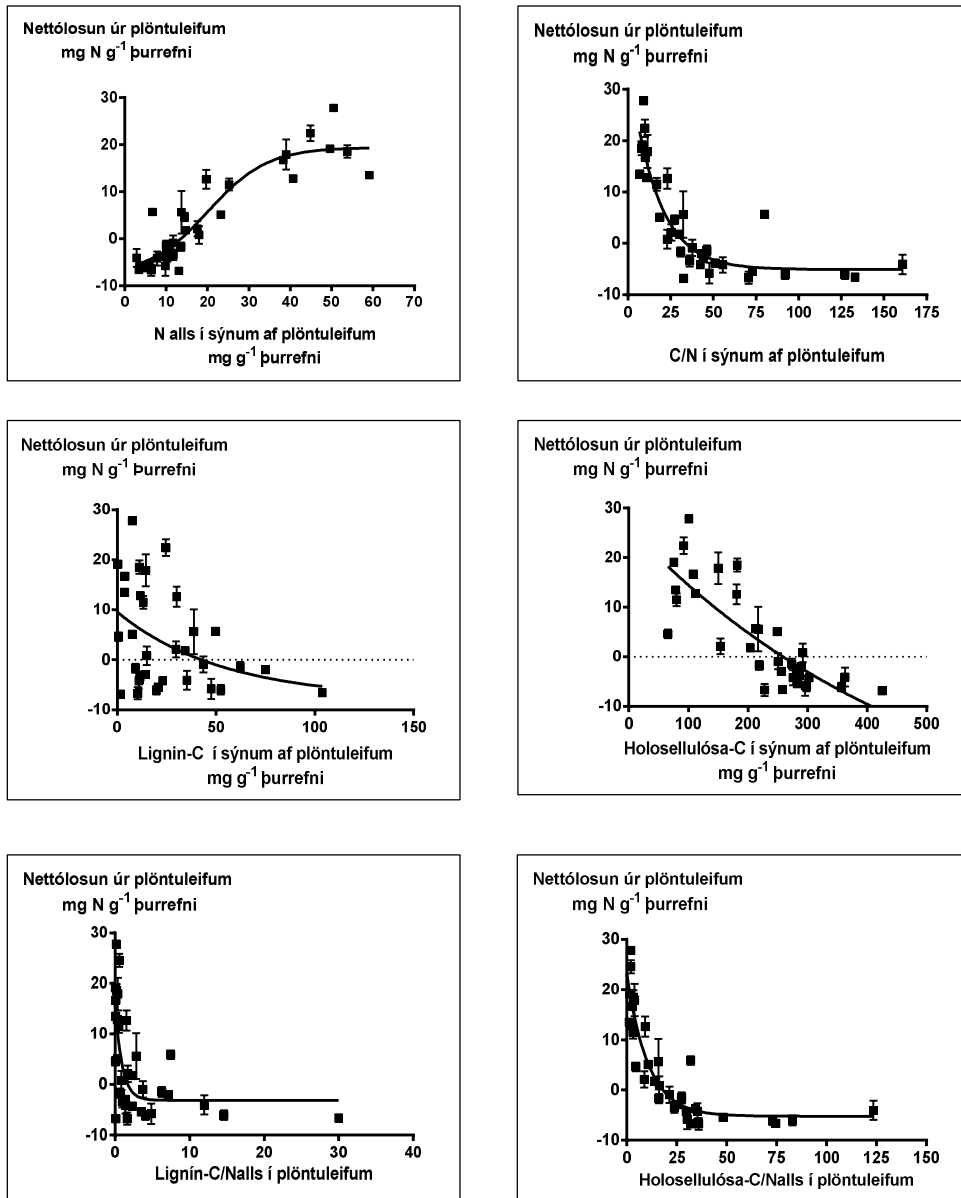 Nettólosun úr plöntuleifum
mg N g⁻¹ þurrefni
30
20
10
0
-10
0 10 20 30 40 50 60 70
N alls í sýnum af plöntuleifum
mg g⁻¹ þurrefni
Nettólosun úr plöntuleifum
mg N g⁻¹ þurrefni
30
20
10
0
-10
0 25 50 75 100 125 150 175
C/N í sýnum af plöntuleifum
Nettólosun úr plöntuleifum
mg N g⁻¹ Þurrefni
30
20
10
0
-10
0 50 100 150
Lignin-C í sýnum af plöntuleifum
mg g⁻¹ þurrefni
Nettólosun úr plöntuleifum
mg N g⁻¹ þurrefni
30
20
10
0
-10
0 100 200 300 400 500
Holosellulósa-C í sýnum af plöntuleifum
mg g⁻¹ þurrefni
Nettólosun úr plöntuleifum
mg N g⁻¹ þurrefni
30
20
10
0
-10
0 10 20 30 40
Lignín-C/Nalls í plöntuleifum
Nettólosun úr plöntuleifum
mg N g⁻¹ þurrefni
30
20
10
0
-10
0 25 50 75 100 125 150
Holosellulósa-C/Nalls í plöntuleifum